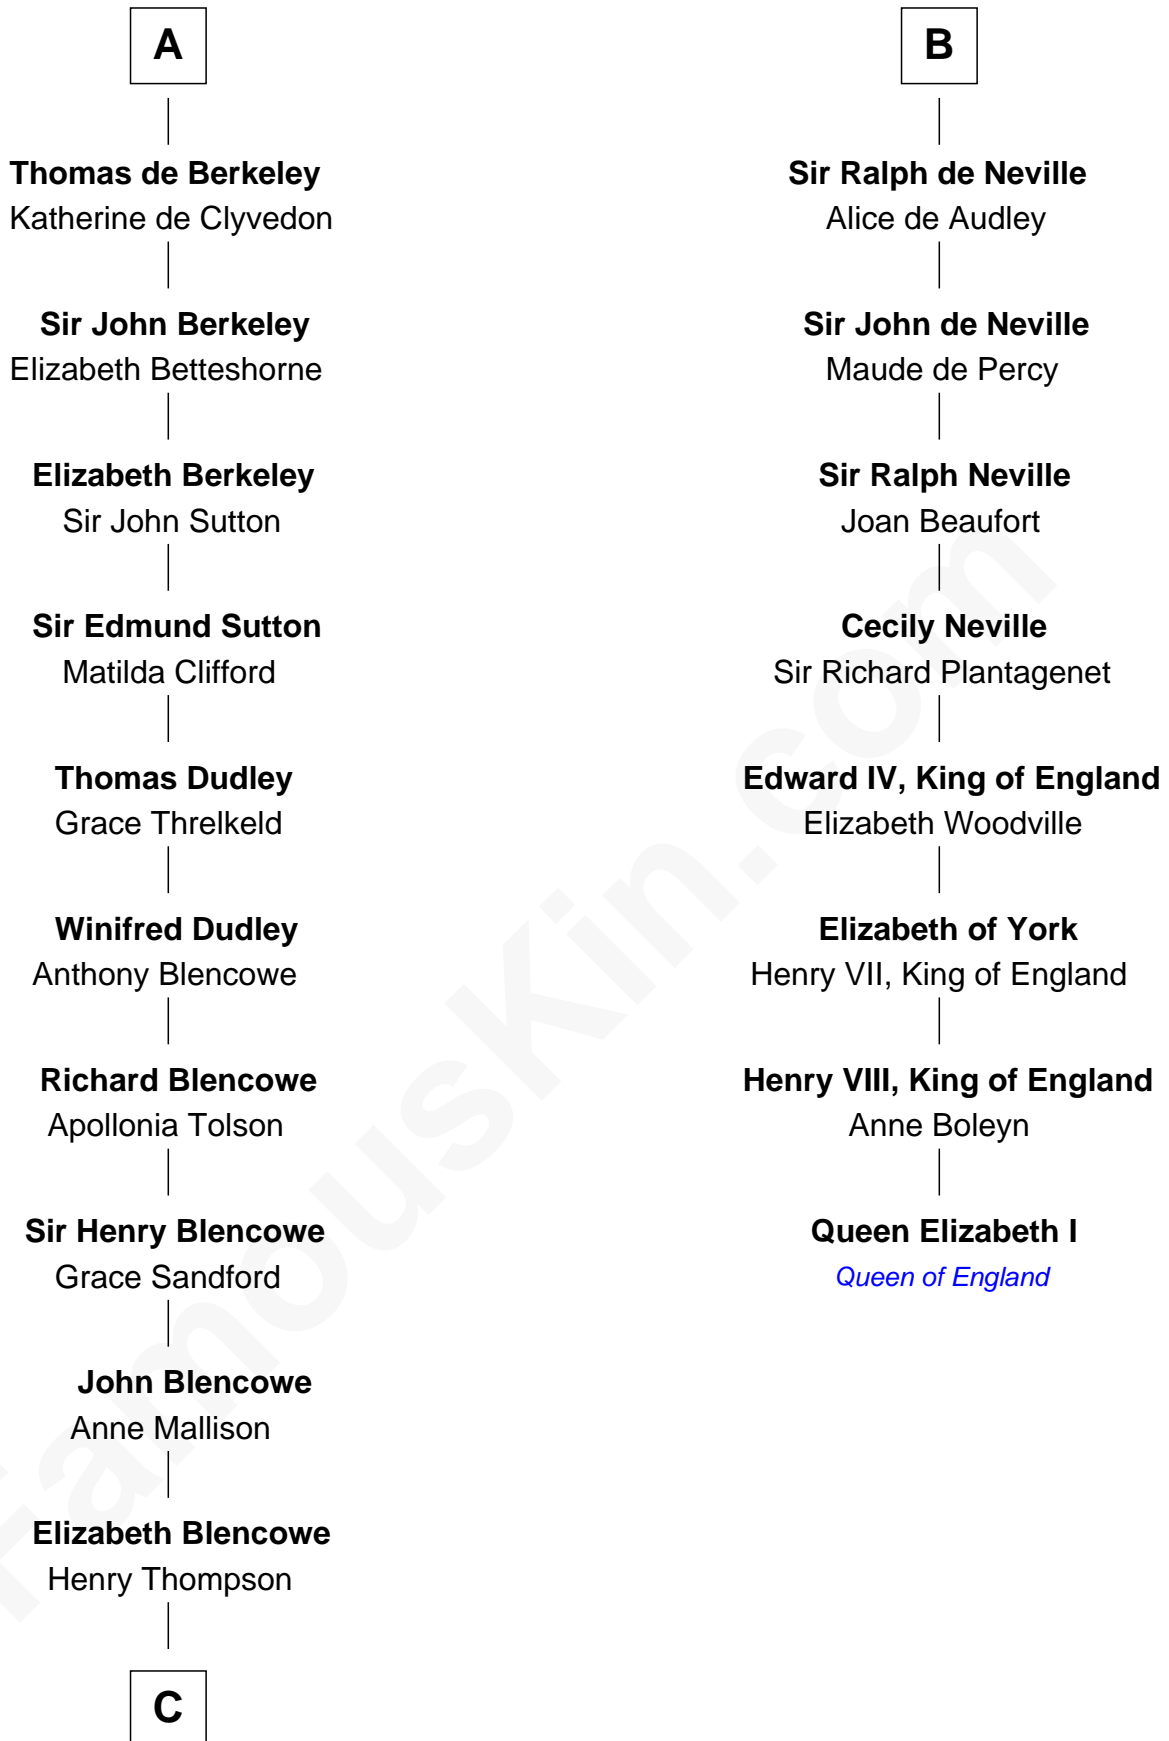 A
Thomas de Berkeley
Katherine de Clyvedon
Sir John Berkeley
Elizabeth Betteshorne
Elizabeth Berkeley
Sir John Sutton
Sir Edmund Sutton
Matilda Clifford
Thomas Dudley
Grace Threlkeld
Winifred Dudley
Anthony Blencowe
Richard Blencowe
Apollonia Tolson
Sir Henry Blencowe
Grace Sandford
John Blencowe
Anne Mallison
Elizabeth Blencowe
Henry Thompson
C
B
Sir Ralph de Neville
Alice de Audley
Sir John de Neville
Maude de Percy
Sir Ralph Neville
Joan Beaufort
Cecily Neville
Sir Richard Plantagenet
Edward IV, King of England
Elizabeth Woodville
Elizabeth of York
Henry VII, King of England
Henry VIII, King of England
Anne Boleyn
Queen Elizabeth I
Queen of England
FamousKin.com